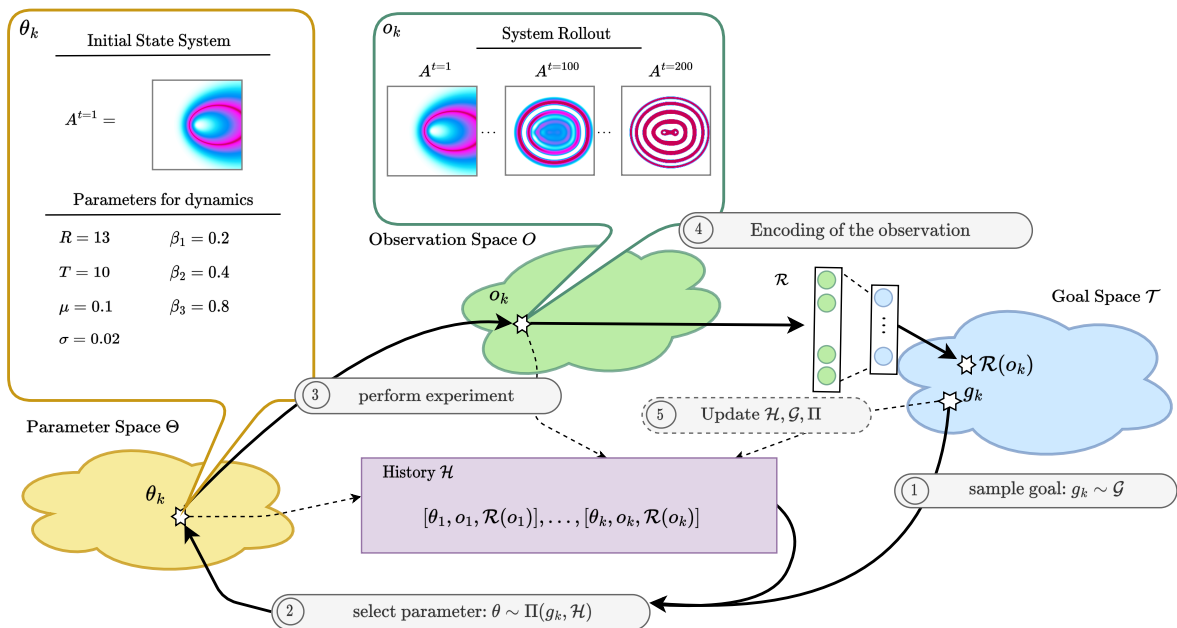 θ_k
Initial State System
A^{t=1} =
Parameters for dynamics
R = 13 β_1 = 0.2
T = 10 β_2 = 0.4
μ = 0.1 β_3 = 0.8
σ = 0.02
o_k
System Rollout
A^{t=1} A^{t=100} A^{t=200}
... ...
Observation Space O
4 Encoding of the observation
o_k
ℛ
Goal Space 𝒯
ℛ(o_k)
g_k
3 perform experiment
5 Update ℋ, 𝒢, Π
Parameter Space Θ
θ_k
History ℋ
[θ_1, o_1, ℛ(o_1)], ..., [θ_k, o_k, ℛ(o_k)]
1 sample goal: g_k ∼ 𝒢
2 select parameter: θ ∼ Π(g_k, ℋ)